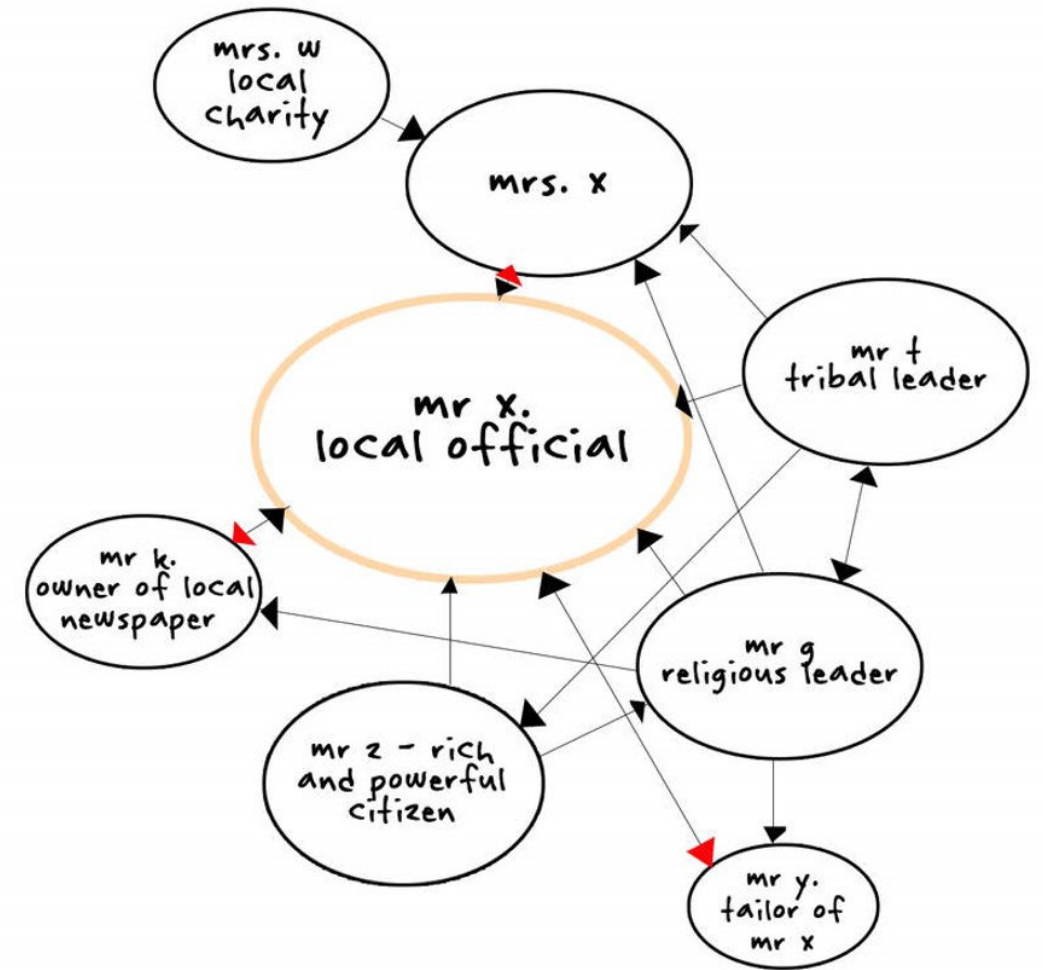 mrs. w
local
charity
mrs. x
mr t
tribal leader
mr x.
local official
mr k.
owner of local
newspaper
mr g
religious leader
mr z - rich
and powerful
citizen
mr y.
tailor of
mr x